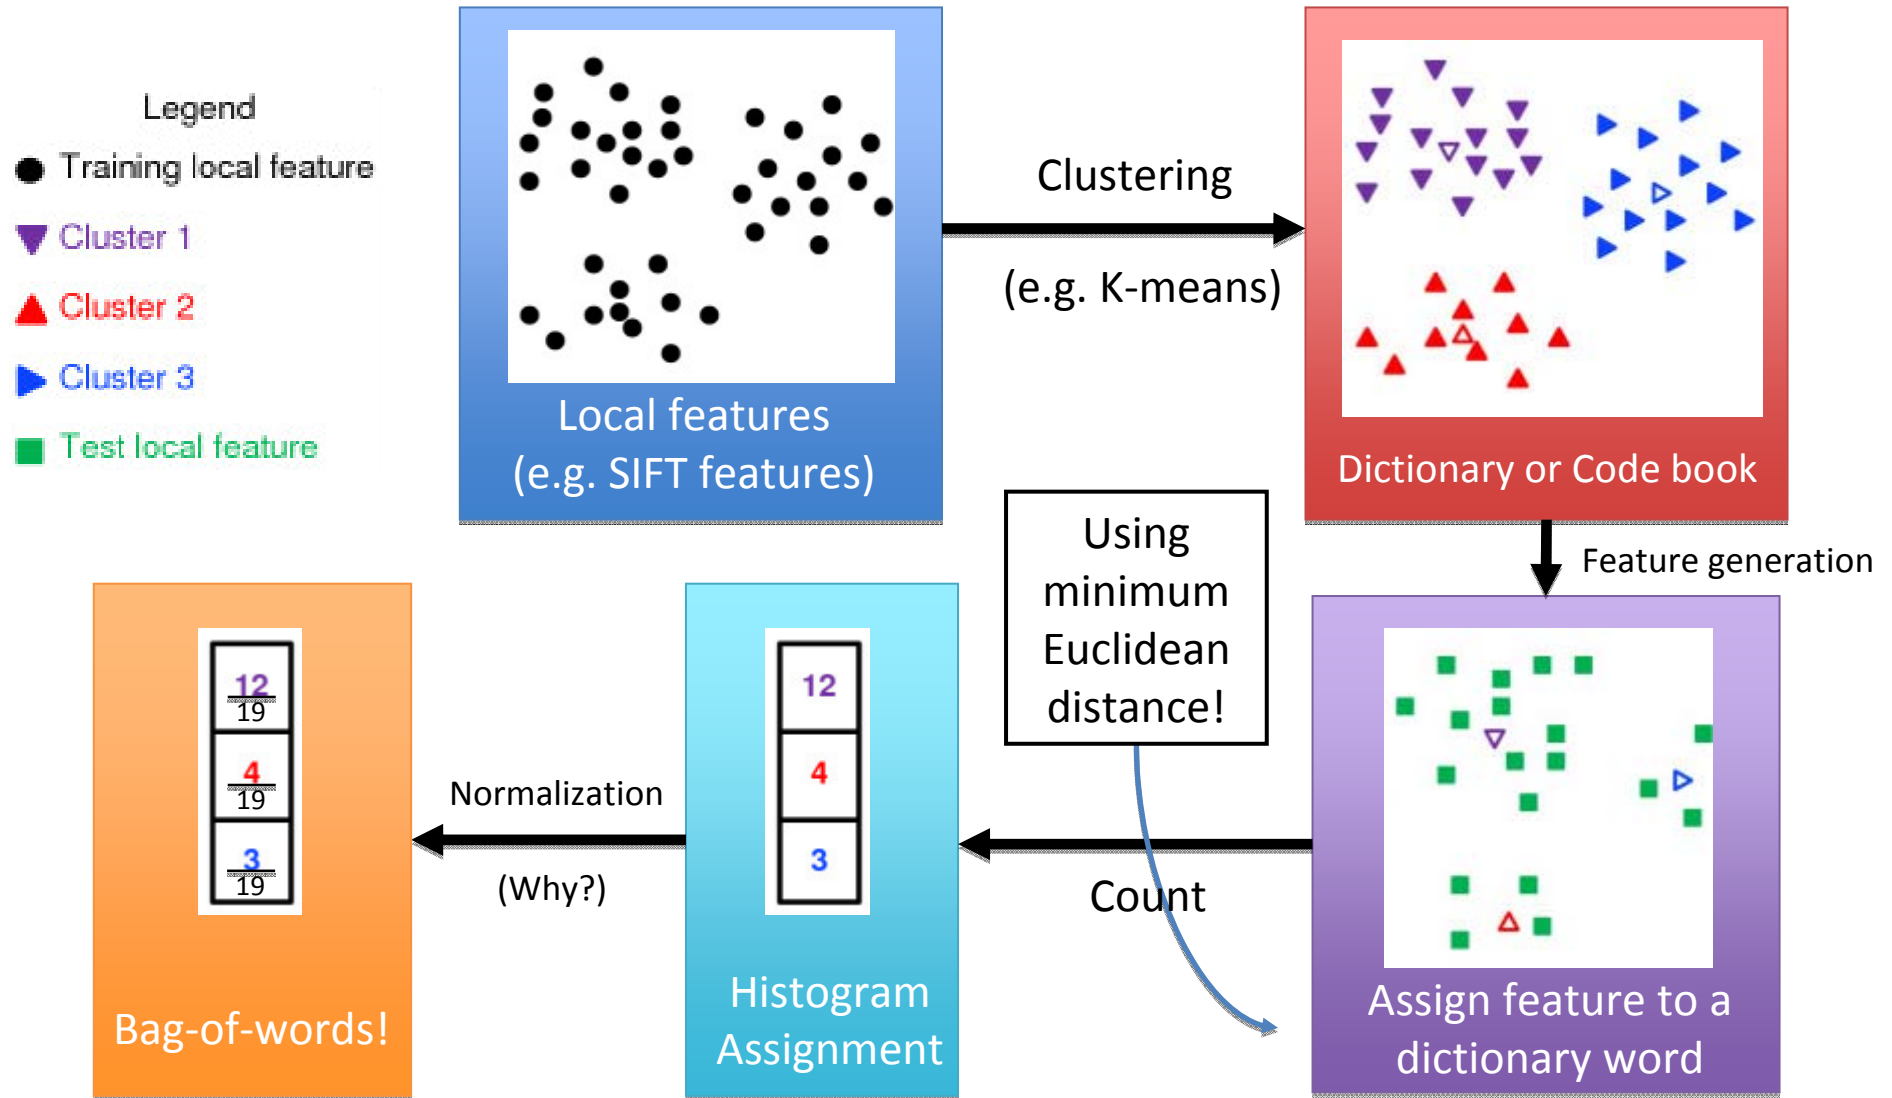 Legend
Training local feature
Cluster 1
Cluster 2
Cluster 3
Test local feature
Local features
(e.g. SIFT features)
Clustering
(e.g. K-means)
Dictionary or Code book
Feature generation
Using
minimum
Euclidean
distance!
Assign feature to a
dictionary word
Count
12
4
3
Histogram
Assignment
Normalization
(Why?)
12
19
4
19
3
19
Bag-of-words!